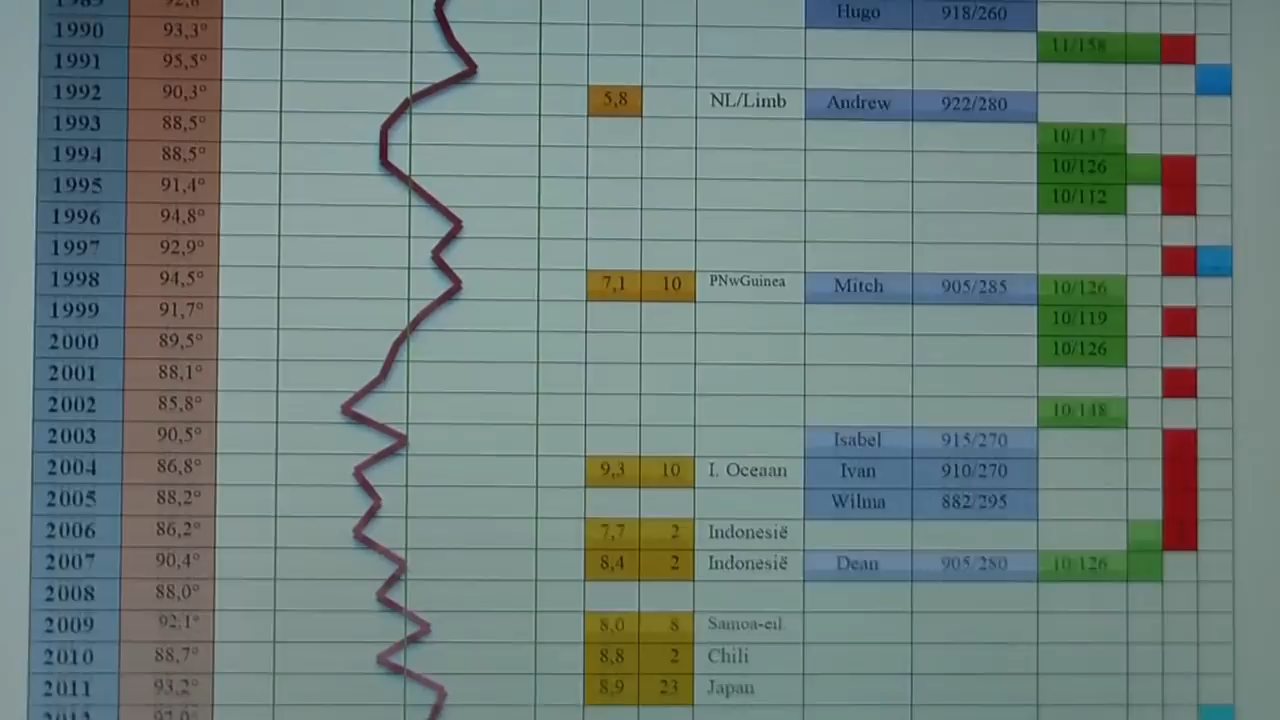 Hugo 918/260
1990 93,3° 11/158
1991 95,5°
1992 90,3° 5,8 NL/Limb Andrew 922/280
1993 88,5° 10/137
1994 88,5° 10/126
1995 91,4° 10/112
1996 94,8°
1997 92,9°
1998 94,5° 7,1 10 PNwGuinea Mitch 905/285 10/126
1999 91,7° 10/119
2000 89,5° 10/126
2001 88,1°
2002 85,8° 10/148
2003 90,5° Isabel 915/270
2004 86,8° 9,3 10 I. Oceaan Ivan 910/270
2005 88,2° Wilma 882/295
2006 86,2° 7,7 2 Indonesië
2007 90,4° 8,4 2 Indonesië Dean 905/280 10/126
2008 88,0°
2009 92,1° 8,0 8 Samoa-eil.
2010 88,7° 8,8 2 Chili
2011 93,2° 8,9 23 Japan